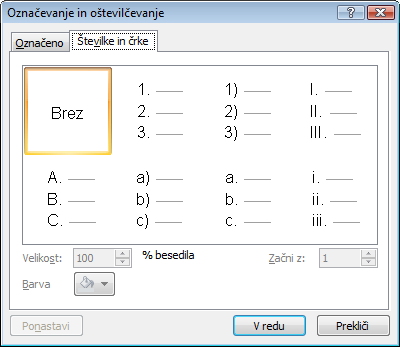 Označevanje in oštevilčevanje
Označeno Številke in črke
Brez
1. 1) I.
2. 2) II.
3. 3) III.
A. a) a. i.
B. b) b. ii.
C. c) c. iii.
Velikost: 100 % besedila Začni z: 1
Barva
Ponastavi V redu Prekliči